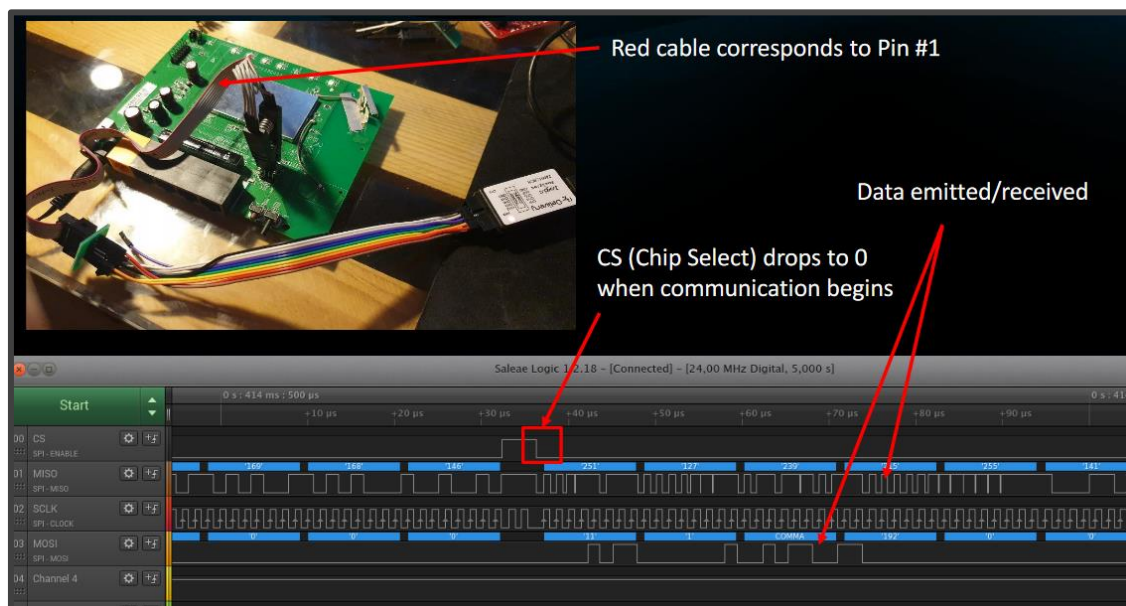 Red cable corresponds to Pin #1
Data emitted/received
CS (Chip Select) drops to 0
when communication begins
Saleae Logic 1.2.18 - [Connected] - [24,00 MHz Digital, 5,000 s]
Start
0 s : 414 ms : 500 µs
0 s : 41
+10 µs +20 µs +30 µs +40 µs +50 µs +60 µs +70 µs +80 µs +90 µs
00 CS
SPI - ENABLE
'169' '168' '146' '251' '127' '239' '255' '141'
01 MISO
SPI - MISO
02 SCLK
SPI - CLOCK
'0' '0' '0' '11' '1' COMMA '192' '0' '0'
03 MOSI
SPI - MOSI
04 Channel 4